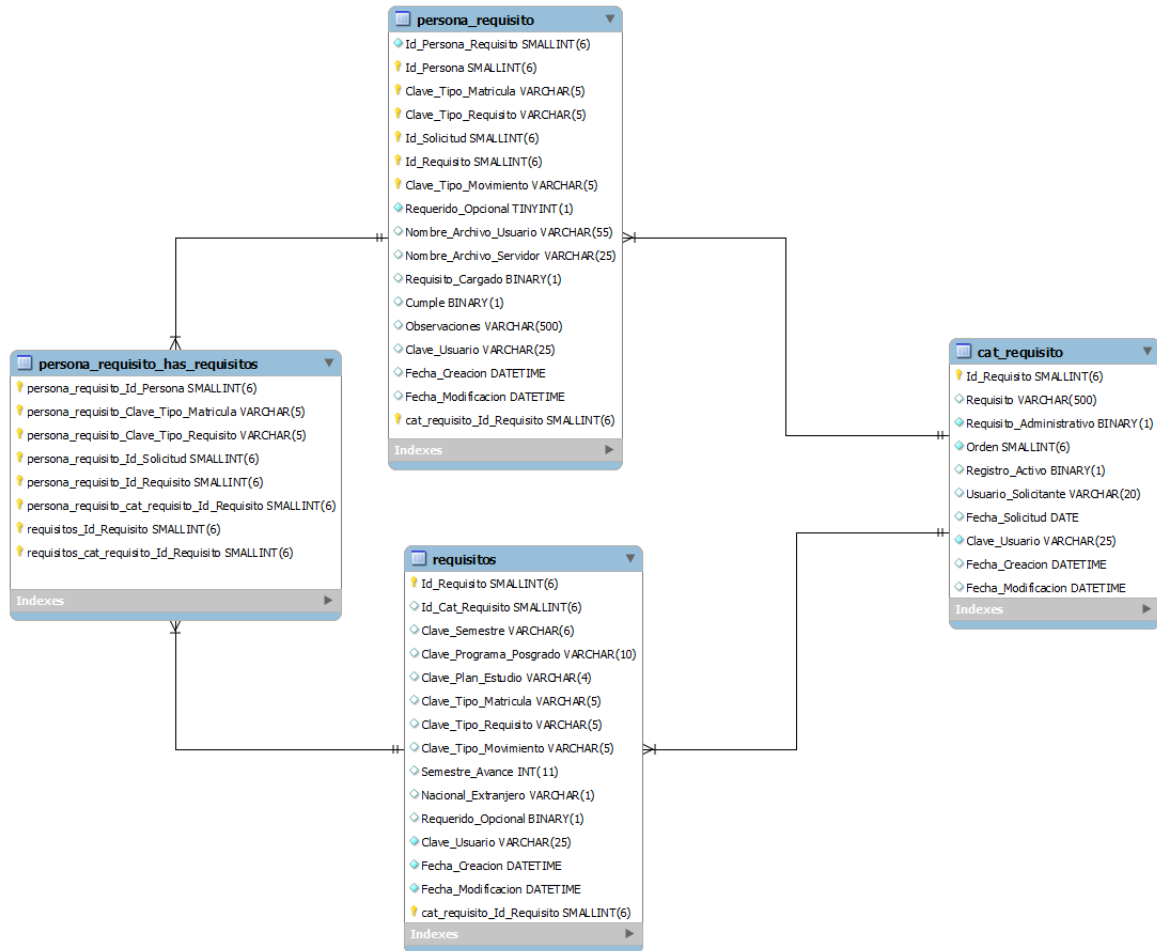 persona_requisito
Id_Persona_Requisito SMALLINT(6)
Id_Persona SMALLINT(6)
Clave_Tipo_Matricula VARCHAR(5)
Clave_Tipo_Requisito VARCHAR(5)
Id_Solicitud SMALLINT(6)
Id_Requisito SMALLINT(6)
Clave_Tipo_Movimiento VARCHAR(5)
Requerido_Opcional TINYINT(1)
Nombre_Archivo_Usuario VARCHAR(55)
Nombre_Archivo_Servidor VARCHAR(25)
Requisito_Cargado BINARY(1)
Cumple BINARY(1)
Observaciones VARCHAR(500)
Clave_Usuario VARCHAR(25)
Fecha_Creacion DATETIME
Fecha_Modificacion DATETIME
cat_requisito_Id_Requisito SMALLINT(6)
Indexes
persona_requisito_has_requisitos
persona_requisito_Id_Persona SMALLINT(6)
persona_requisito_Clave_Tipo_Matricula VARCHAR(5)
persona_requisito_Clave_Tipo_Requisito VARCHAR(5)
persona_requisito_Id_Solicitud SMALLINT(6)
persona_requisito_Id_Requisito SMALLINT(6)
persona_requisito_cat_requisito_Id_Requisito SMALLINT(6)
requisitos_Id_Requisito SMALLINT(6)
requisitos_cat_requisito_Id_Requisito SMALLINT(6)
Indexes
cat_requisito
Id_Requisito SMALLINT(6)
Requisito VARCHAR(500)
Requisito_Administrativo BINARY(1)
Orden SMALLINT(6)
Registro_Activo BINARY(1)
Usuario_Solicitante VARCHAR(20)
Fecha_Solicitud DATE
Clave_Usuario VARCHAR(25)
Fecha_Creacion DATETIME
Fecha_Modificacion DATETIME
Indexes
requisitos
Id_Requisito SMALLINT(6)
Id_Cat_Requisito SMALLINT(6)
Clave_Semestre VARCHAR(6)
Clave_Programa_Posgrado VARCHAR(10)
Clave_Plan_Estudio VARCHAR(4)
Clave_Tipo_Matricula VARCHAR(5)
Clave_Tipo_Requisito VARCHAR(5)
Clave_Tipo_Movimiento VARCHAR(5)
Semestre_Avance INT(11)
Nacional_Extranjero VARCHAR(1)
Requerido_Opcional BINARY(1)
Clave_Usuario VARCHAR(25)
Fecha_Creacion DATETIME
Fecha_Modificacion DATETIME
cat_requisito_Id_Requisito SMALLINT(6)
Indexes